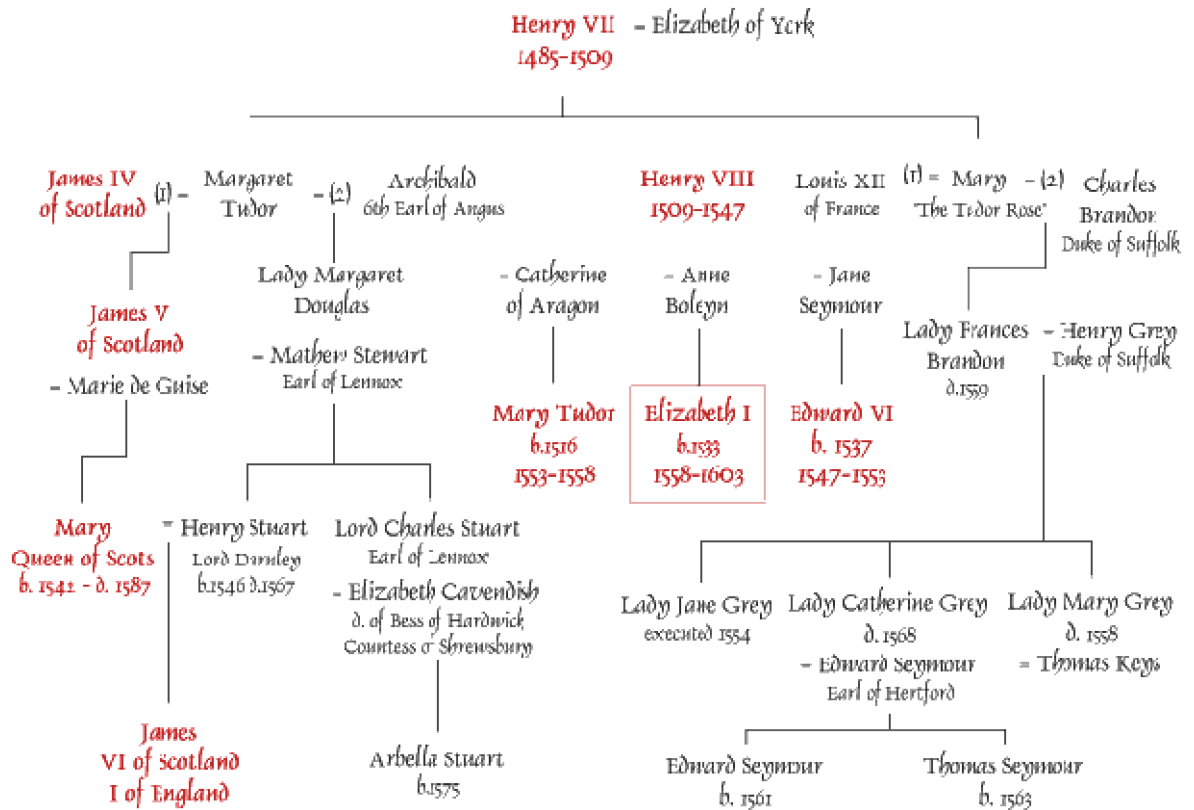 Henry VII = Elizabeth of York
1485-1509
James IV
of Scotland
(1) =
Margaret
Tudor
= (2)
Archibald
6th Earl of Angus
Henry VIII
1509-1547
Louis XII
of France
(1) = Mary = (2)
"The Tudor Rose"
Charles
Brandon
Duke of Suffolk
Lady Margaret
Douglas
= Catherine
of Aragon
= Anne
Boleyn
= Jane
Seymour
James V
of Scotland
= Mathew Stewart
Earl of Lennox
Lady Frances
Brandon
d.1559
= Henry Grey
Duke of Suffolk
= Marie de Guise
Mary Tudor
b.1516
1553-1558
Elizabeth I
b.1533
1558-1603
Edward VI
b. 1537
1547-1553
Mary
Queen of Scots
b. 1542 - d. 1587
= Henry Stuart
Lord Darnley
b.1546 d.1567
Lord Charles Stuart
Earl of Lennox
= Elizabeth Cavendish
d. of Bess of Hardwick
Countess of Shrewsbury
Lady Jane Grey
executed 1554
Lady Catherine Grey
d. 1568
= Edward Seymour
Earl of Hertford
Lady Mary Grey
d. 1558
= Thomas Keys
James
VI of Scotland
I of England
Arbella Stuart
b.1575
Edward Seymour
b. 1561
Thomas Seymour
b. 1563